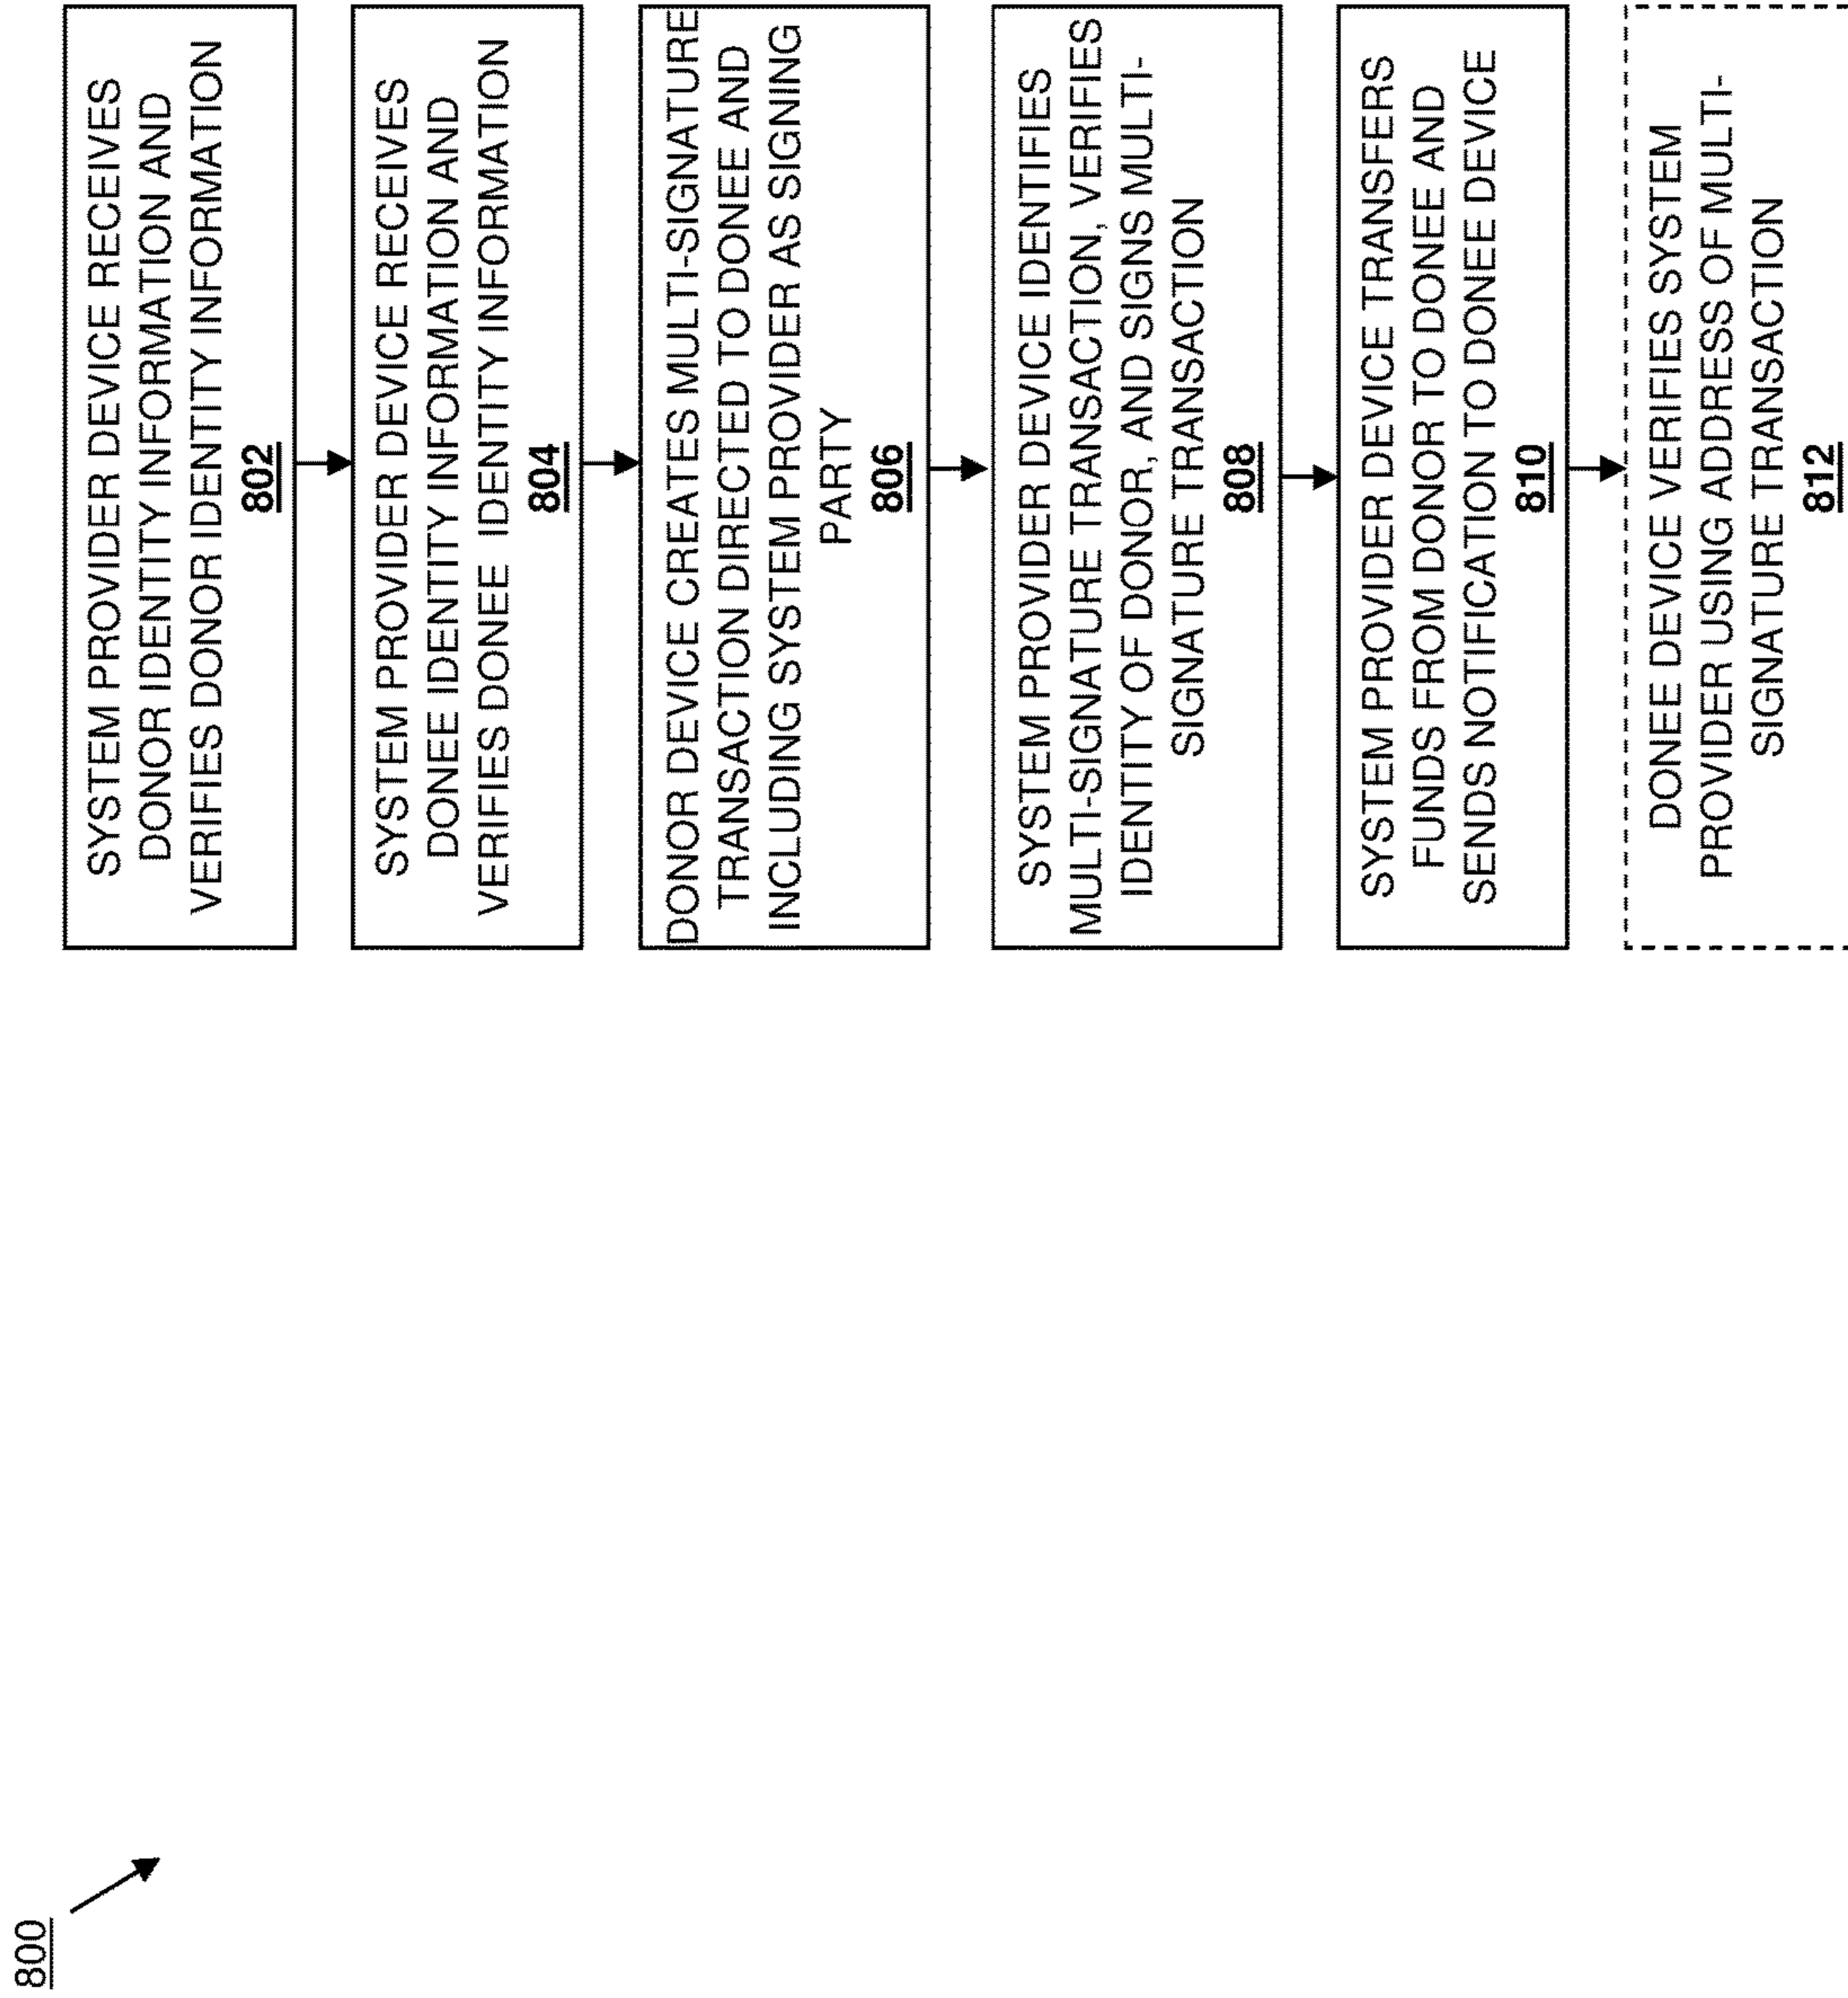 800
SYSTEM PROVIDER DEVICE RECEIVES
DONOR IDENTITY INFORMATION AND
VERIFIES DONOR IDENTITY INFORMATION
802
SYSTEM PROVIDER DEVICE RECEIVES
DONEE IDENTITY INFORMATION AND
VERIFIES DONEE IDENTITY INFORMATION
804
DONOR DEVICE CREATES MULTI-SIGNATURE
TRANSACTION DIRECTED TO DONEE AND
INCLUDING SYSTEM PROVIDER AS SIGNING
PARTY
806
SYSTEM PROVIDER DEVICE IDENTIFIES
MULTI-SIGNATURE TRANSACTION, VERIFIES
IDENTITY OF DONOR, AND SIGNS MULTI-
SIGNATURE TRANSACTION
808
SYSTEM PROVIDER DEVICE TRANSFERS
FUNDS FROM DONOR TO DONEE AND
SENDS NOTIFICATION TO DONEE DEVICE
810
DONEE DEVICE VERIFIES SYSTEM
PROVIDER USING ADDRESS OF MULTI-
SIGNATURE TRANSACTION
812